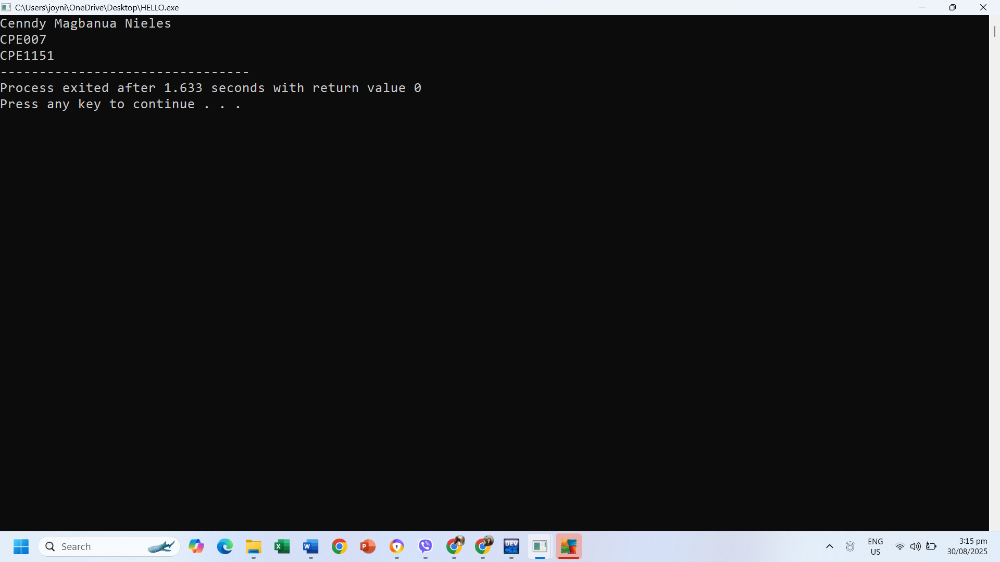 C:\Users\joyni\OneDrive\Desktop\HELLO.exe
Cenndy Magbanua Nieles
CPE007
CPE1151
--------------------------------
Process exited after 1.633 seconds with return value 0
Press any key to continue . . .
Search
X
W
P
DEV
C++
ENG
US
3:15 pm
30/08/2025